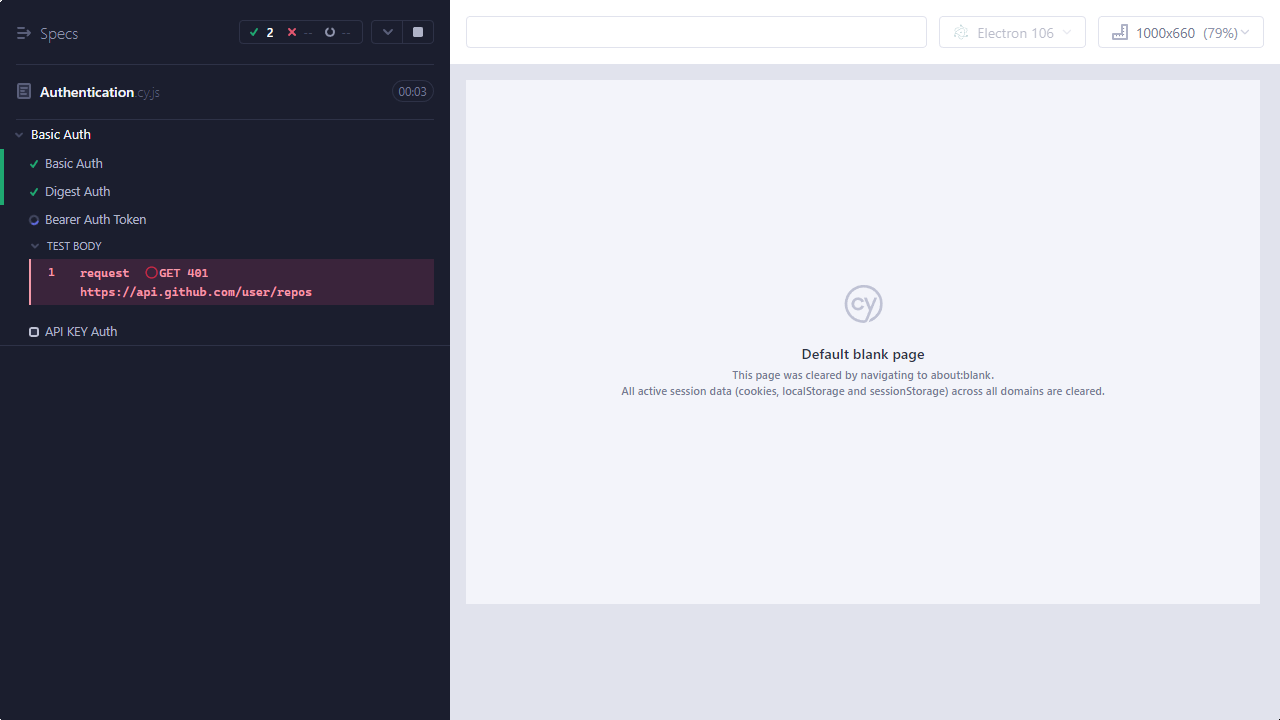 Specs
2 -- --
Authentication.cy.js 00:03
Basic Auth
Basic Auth
Digest Auth
Bearer Auth Token
TEST BODY
1 request GET 401
https://api.github.com/user/repos
API KEY Auth
Electron 106
1000x660 (79%)
cy
Default blank page
This page was cleared by navigating to about:blank.
All active session data (cookies, localStorage and sessionStorage) across all domains are cleared.